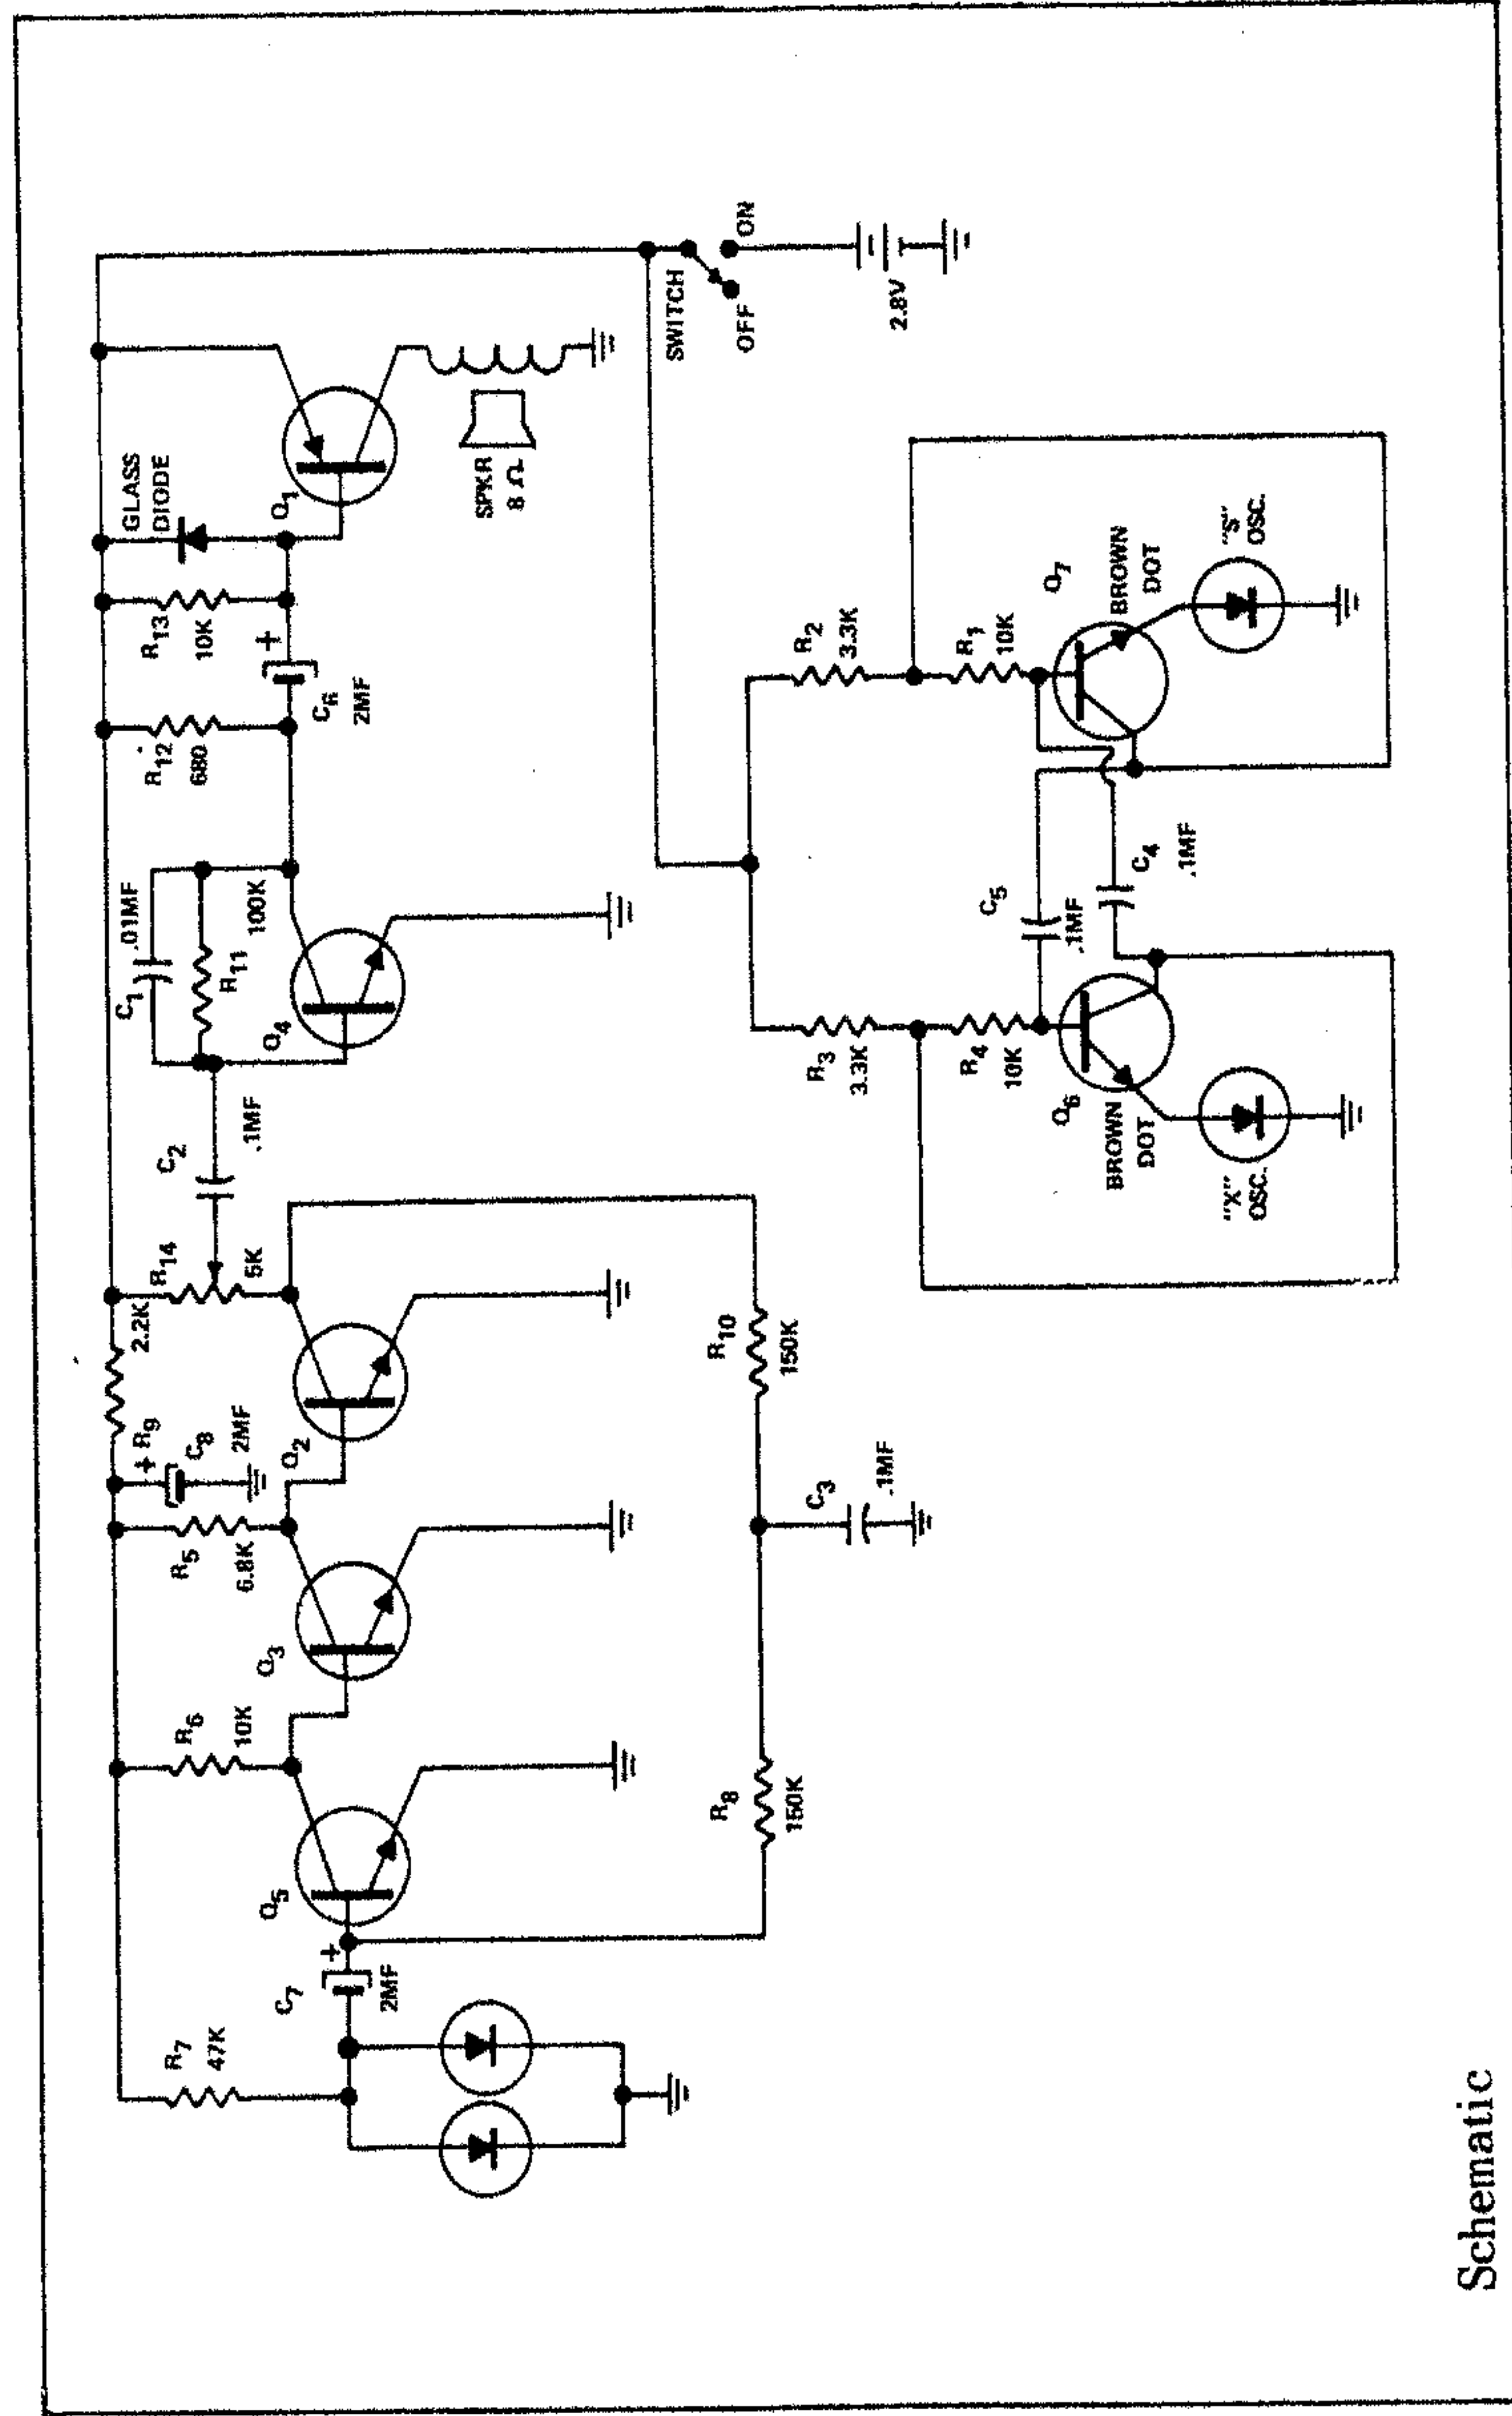 R7
47K
C7
+
2MF
Q5
R6
10K
R8
150K
Q3
R5
6.8K
+
R9
2.2K
C8
2MF
Q2
C3
.1MF
R10
150K
R14
5K
C2
.1MF
C1
.01MF
R11
100K
Q4
R12
680
C6
2MF
+
R13
10K
GLASS
DIODE
Q1
SPKR
8 Ω
SWITCH
OFF
ON
2.8V
R3
3.3K
R4
10K
Q6
BROWN
DOT
"X"
OSC.
C5
.1MF
C4
.1MF
R2
3.3K
R1
10K
Q7
BROWN
DOT
"S"
OSC.
Schematic